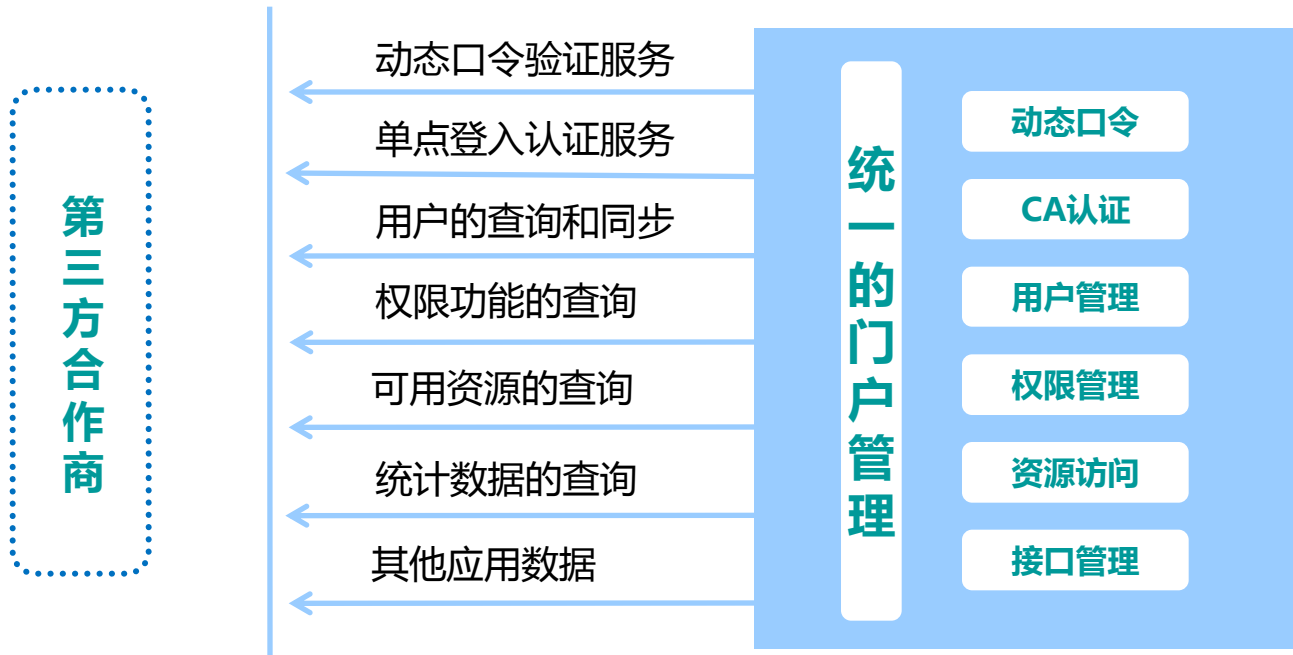 第三方合作商
动态口令验证服务
单点登入认证服务
用户的查询和同步
权限功能的查询
可用资源的查询
统计数据的查询
其他应用数据
统一的门户管理
动态口令
CA认证
用户管理
权限管理
资源访问
接口管理